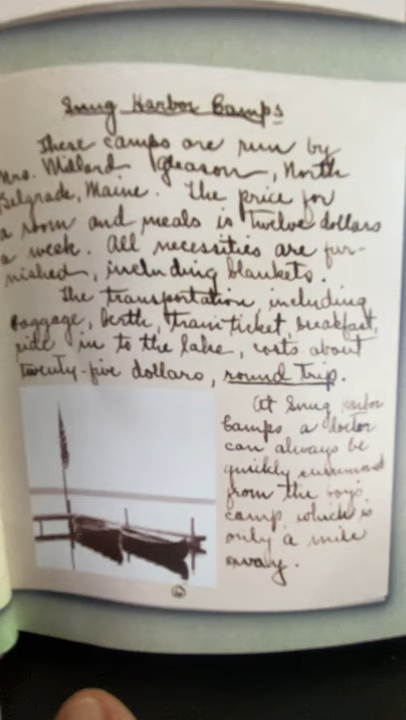 Snug Harbor Camps
These camps are run by
Mrs. Millard Gleason, North
Belgrade, Maine. The price for
a room and meals is twelve dollars
a week. All necessities are fur-
nished, including blankets.
The transportation, including
baggage, berth, train ticket, breakfast,
ride in to the lake, costs about
twenty-five dollars, round trip.
At Snug Harbor
Camps a doctor
can always be
quickly summoned
from the boys
camp which is
only a mile
away.
6